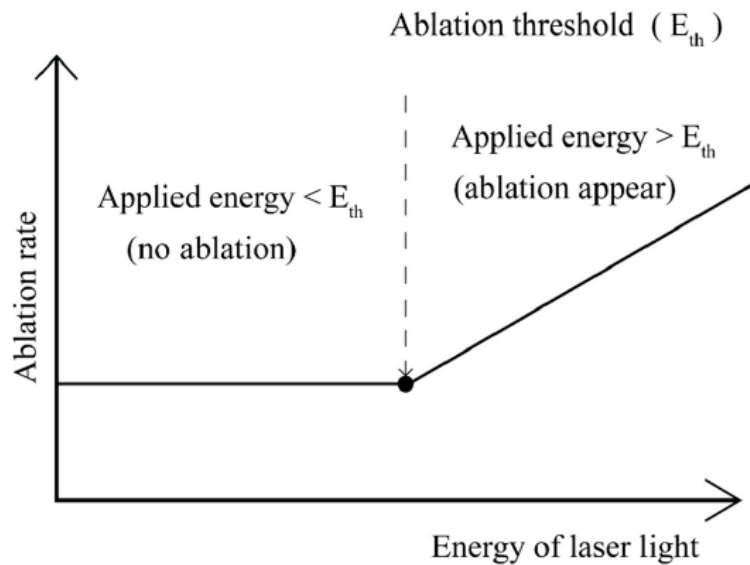 Ablation threshold ( E_th )
Applied energy > E_th
(ablation appear)
Applied energy < E_th
(no ablation)
Ablation rate
Energy of laser light